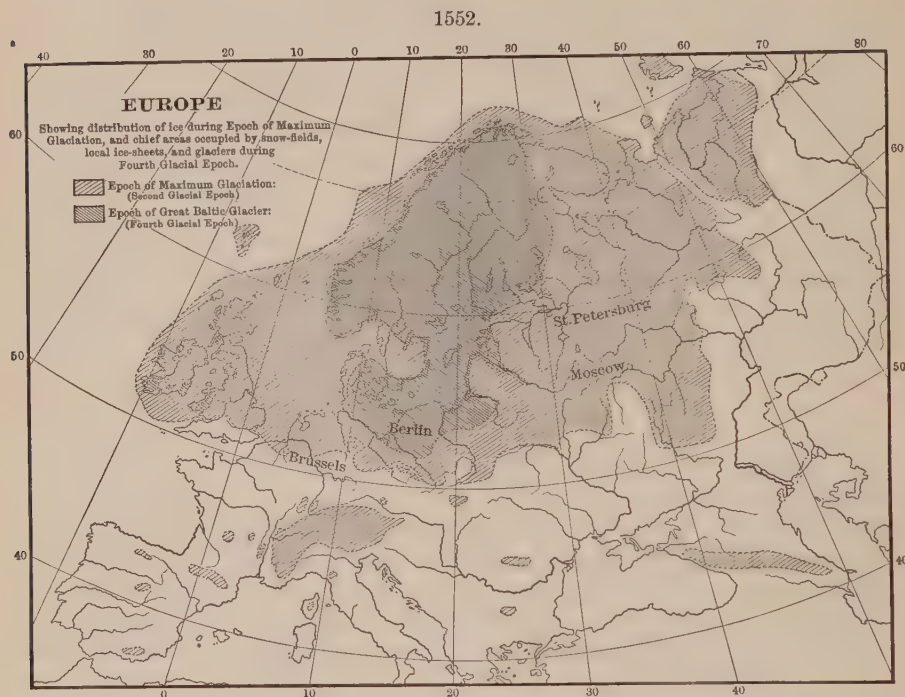 1552.
40 30 20 10 0 10 20 30 40 50 60 70 80
EUROPE
Showing distribution of ice during Epoch of Maximum
Glaciation, and chief areas occupied by snow-fields,
local ice-sheets, and glaciers during
Fourth Glacial Epoch.
Epoch of Maximum Glaciation:
(Second Glacial Epoch)
Epoch of Great Baltic Glacier:
(Fourth Glacial Epoch)
60
60
? ?
St. Petersburg
50
50
Moscow
Berlin
Brussels
40
40
0 10 20 30 40